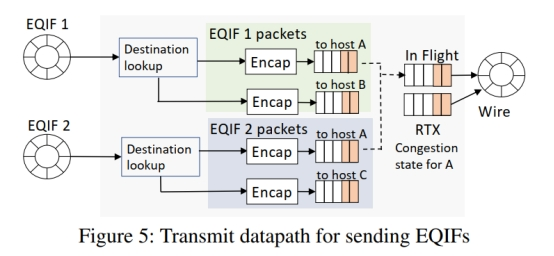 EQIF 1
EQIF 1 packets
Destination
lookup
Encap
to host A
Encap
to host B
In Flight
Wire
RTX
Congestion
state for A
EQIF 2
EQIF 2 packets
Destination
lookup
Encap
to host A
Encap
to host C
Figure 5: Transmit datapath for sending EQIFs